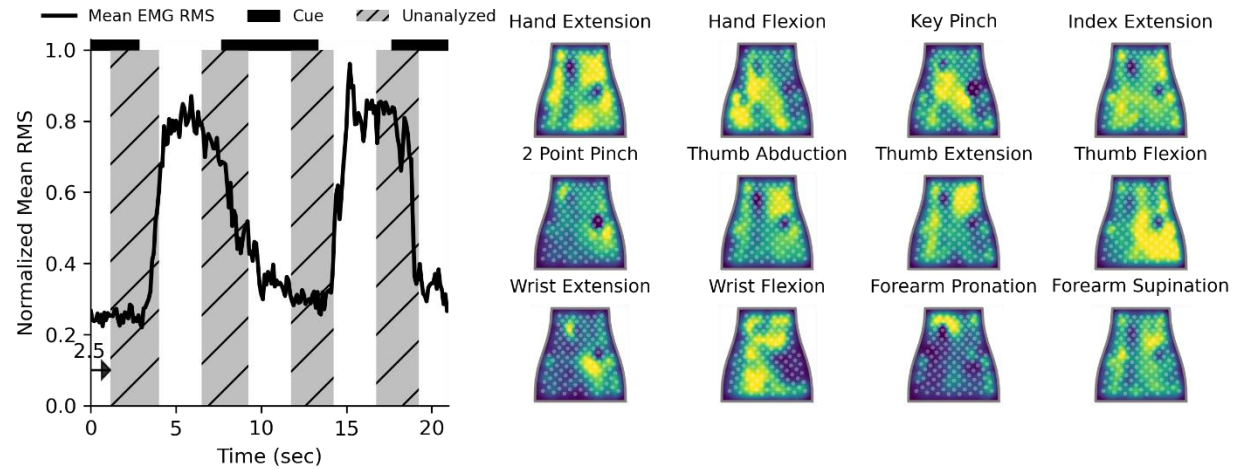 Mean EMG RMS Cue Unanalyzed
Normalized Mean RMS
1.0
0.8
0.6
0.4
0.2
0.0
2.5
0 5 10 15 20
Time (sec)
Hand Extension Hand Flexion Key Pinch Index Extension
2 Point Pinch Thumb Abduction Thumb Extension Thumb Flexion
Wrist Extension Wrist Flexion Forearm Pronation Forearm Supination